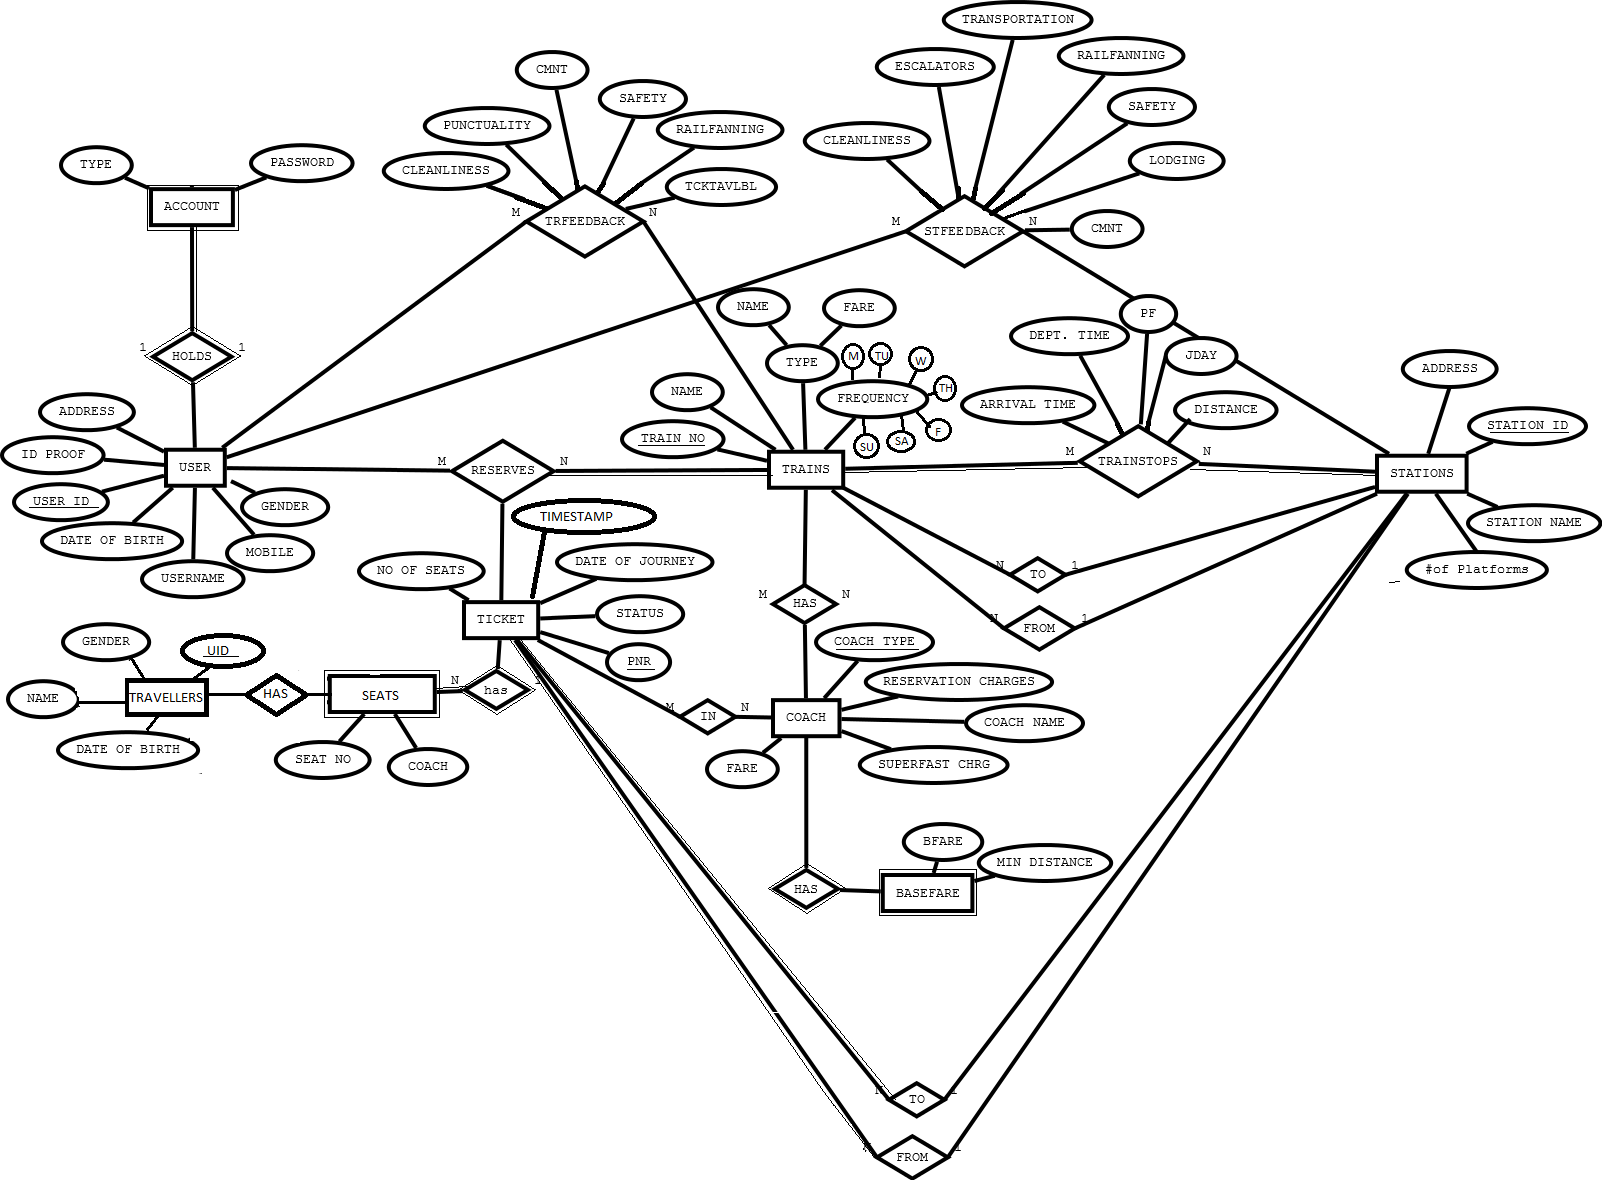 TRANSPORTATION
RAILFANNING
ESCALATORS
CMNT
SAFETY
SAFETY
PUNCTUALITY
RAILFANNING
CLEANLINESS
LODGING
TYPE
PASSWORD
CLEANLINESS
TCKTAVLBL
ACCOUNT
M
TRFEEDBACK
N
M
STFEEDBACK
N
CMNT
NAME
FARE
PF
DEPT. TIME
JDAY
1
HOLDS
1
TYPE
M
TU
W
TH
F
SA
SU
FREQUENCY
ADDRESS
NAME
ARRIVAL TIME
DISTANCE
ADDRESS
STATION ID
TRAIN NO
ID PROOF
USER
M
RESERVES
N
TRAINS
M
TRAINSTOPS
N
STATIONS
USER ID
GENDER
TIMESTAMP
STATION NAME
DATE OF BIRTH
MOBILE
USERNAME
NO OF SEATS
DATE OF JOURNEY
N
TO
1
#of Platforms
M
HAS
N
TICKET
STATUS
N
FROM
1
GENDER
UID
PNR
COACH TYPE
RESERVATION CHARGES
NAME
TRAVELLERS
HAS
SEATS
N
has
1
M
IN
N
COACH
COACH NAME
DATE OF BIRTH
SEAT NO
COACH
FARE
SUPERFAST CHRG
BFARE
MIN DISTANCE
HAS
BASEFARE
N
TO
1
FROM
1